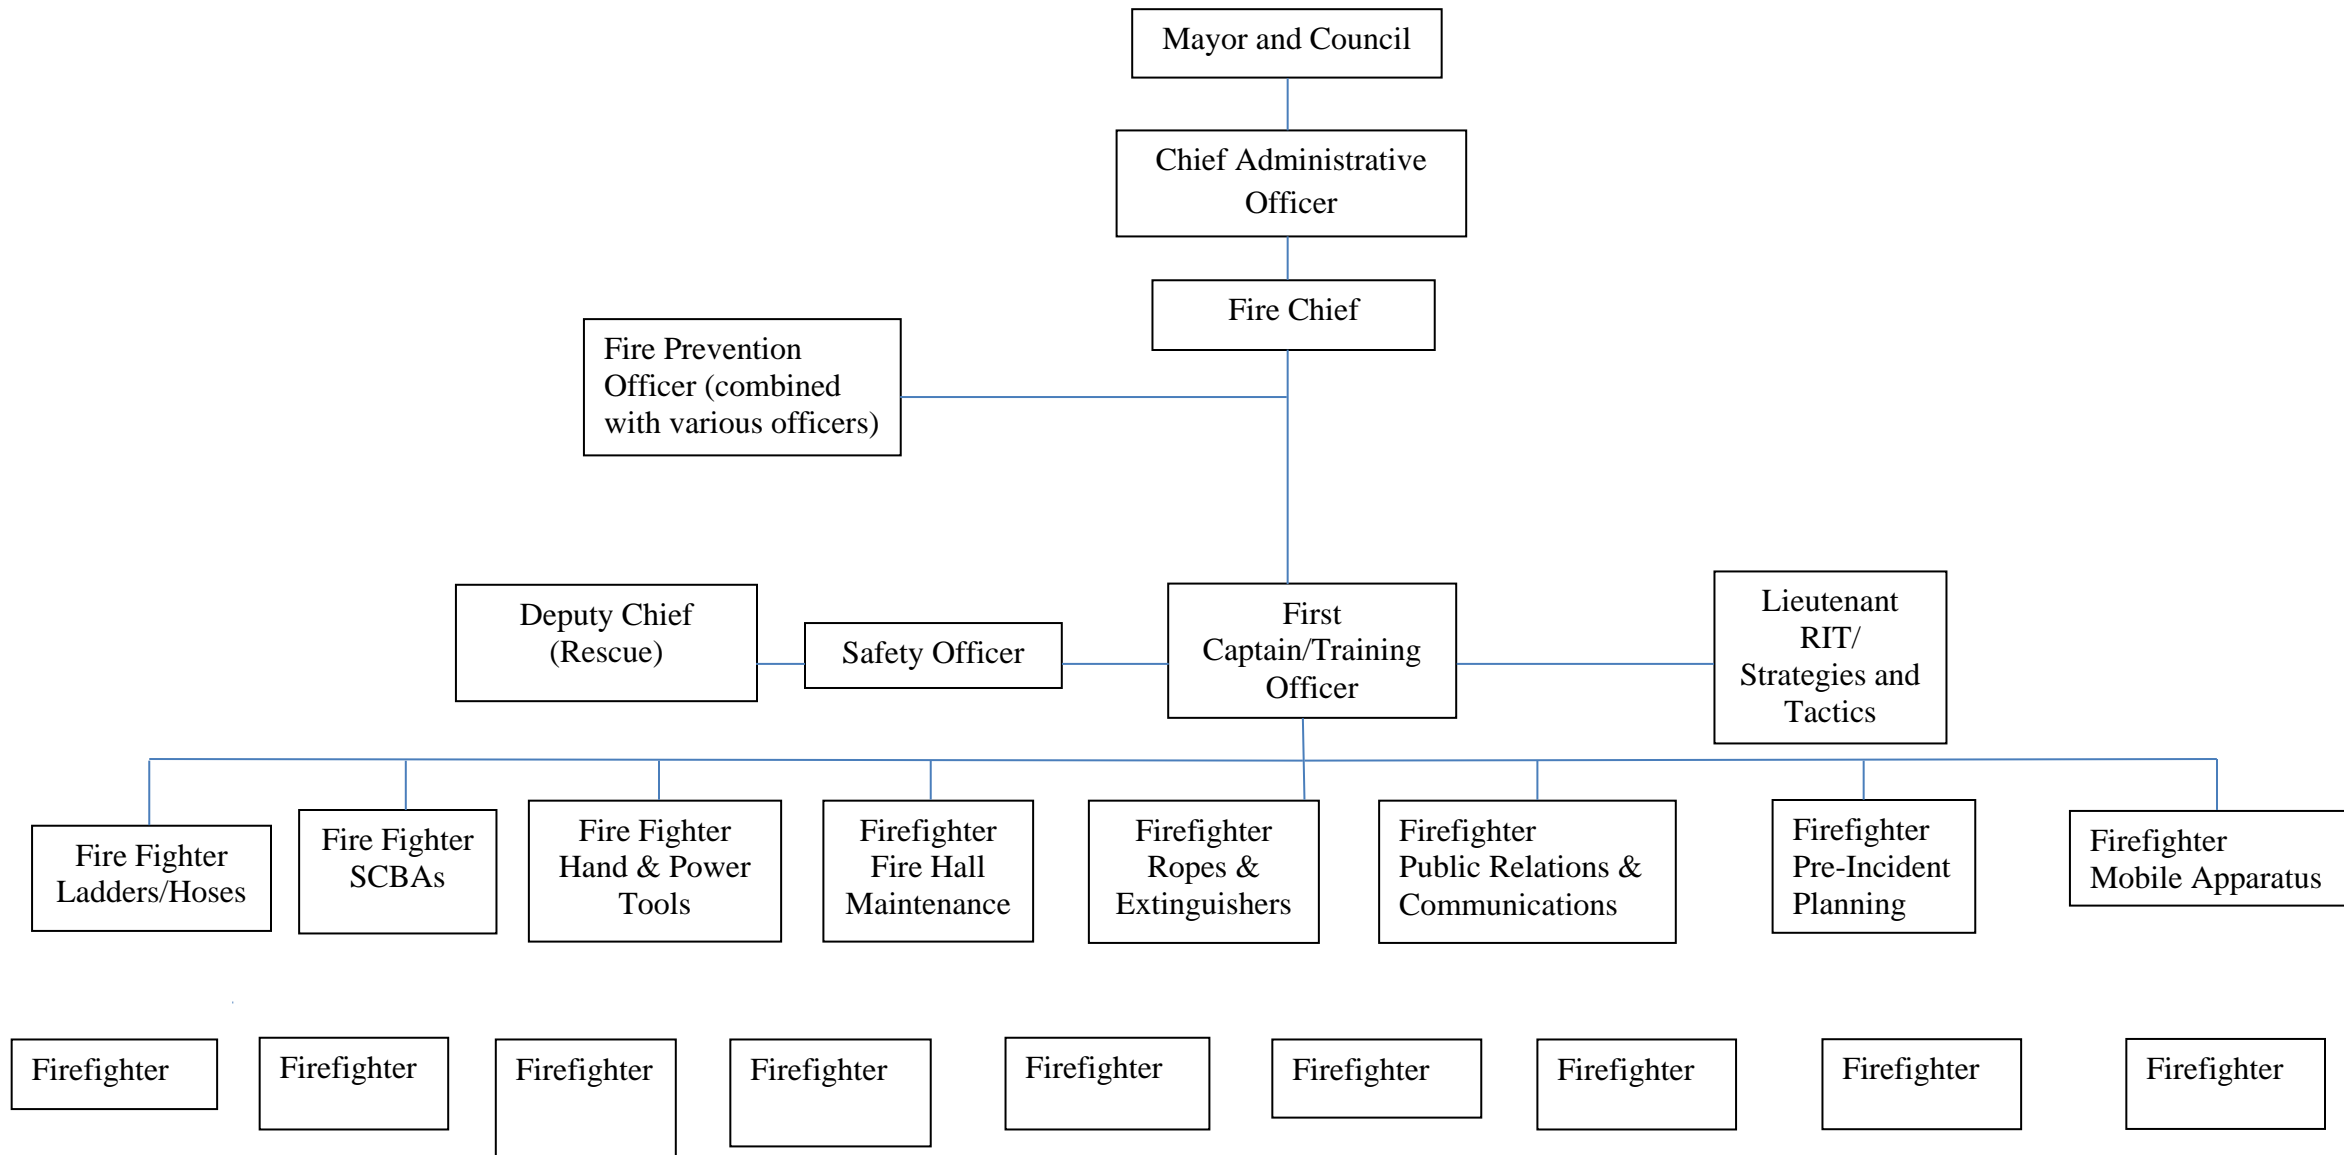 Mayor and Council
Chief Administrative
Officer
Fire Chief
Fire Prevention
Officer (combined
with various officers)
Deputy Chief
(Rescue)
Safety Officer
First
Captain/Training
Officer
Lieutenant
RIT/
Strategies and
Tactics
Fire Fighter
Ladders/Hoses
Fire Fighter
SCBAs
Fire Fighter
Hand & Power
Tools
Firefighter
Fire Hall
Maintenance
Firefighter
Ropes &
Extinguishers
Firefighter
Public Relations &
Communications
Firefighter
Pre-Incident
Planning
Firefighter
Mobile Apparatus
Firefighter
Firefighter
Firefighter
Firefighter
Firefighter
Firefighter
Firefighter
Firefighter
Firefighter